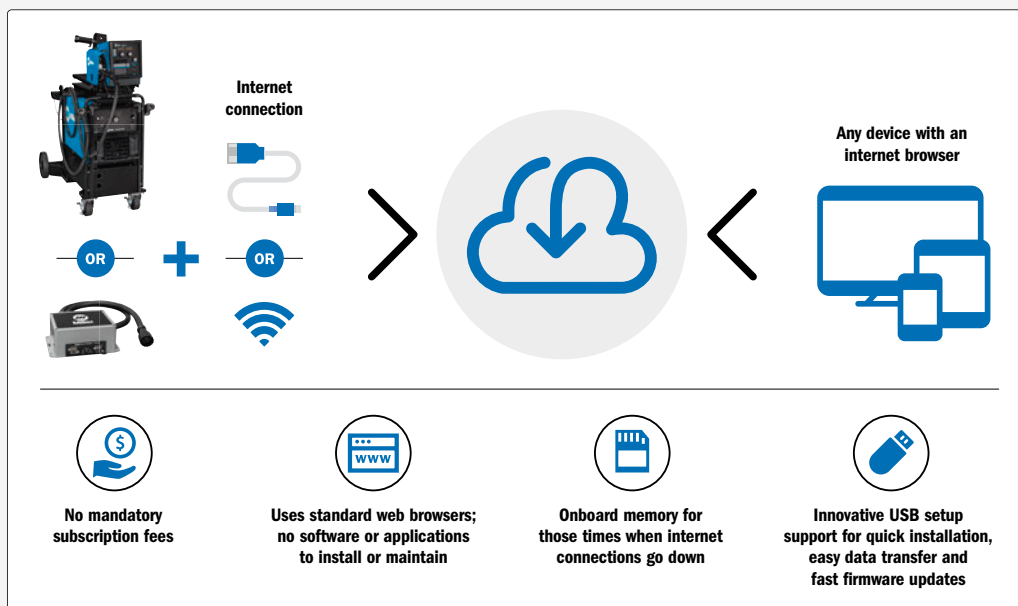 Internet
connection
Any device with an
internet browser
OR
OR
$
www
No mandatory
subscription fees
Uses standard web browsers;
no software or applications
to install or maintain
Onboard memory for
those times when internet
connections go down
Innovative USB setup
support for quick installation,
easy data transfer and
fast firmware updates